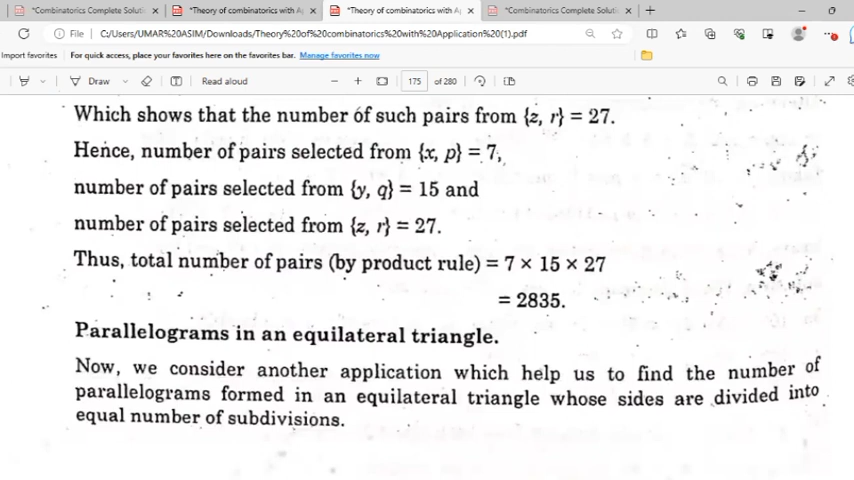 *Combinatorics Complete Soluti
*Theory of combinatorics with Ap
*Theory of combinatorics with Ap
*Combinatorics Complete Soluti
File
C:/Users/UMAR%20ASIM/Downloads/Theory%20of%20combinatorics%20with%20Application%20(1).pdf
Import favorites
For quick access, place your favorites here on the favorites bar. Manage favorites now
Draw
Read aloud
175 of 280
Which shows that the number of such pairs from {z, r} = 27.
Hence, number of pairs selected from {x, p} = 7,
number of pairs selected from {y, q} = 15 and
number of pairs selected from {z, r} = 27.
Thus, total number of pairs (by product rule) = 7 × 15 × 27
= 2835.
Parallelograms in an equilateral triangle.
Now, we consider another application which help us to find the number of
parallelograms formed in an equilateral triangle whose sides are divided into
equal number of subdivisions.